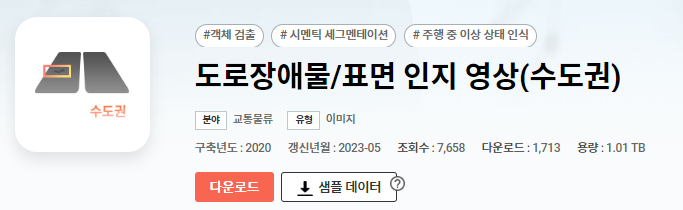 #객체 검출 # 시멘틱 세그멘테이션 # 주행 중 이상 상태 인식
도로장애물/표면 인지 영상(수도권)
수도권
분야 교통물류 유형 이미지
구축년도 : 2020 갱신년월 : 2023-05 조회수 : 7,658 다운로드 : 1,713 용량 : 1.01 TB
다운로드 샘플 데이터 ?